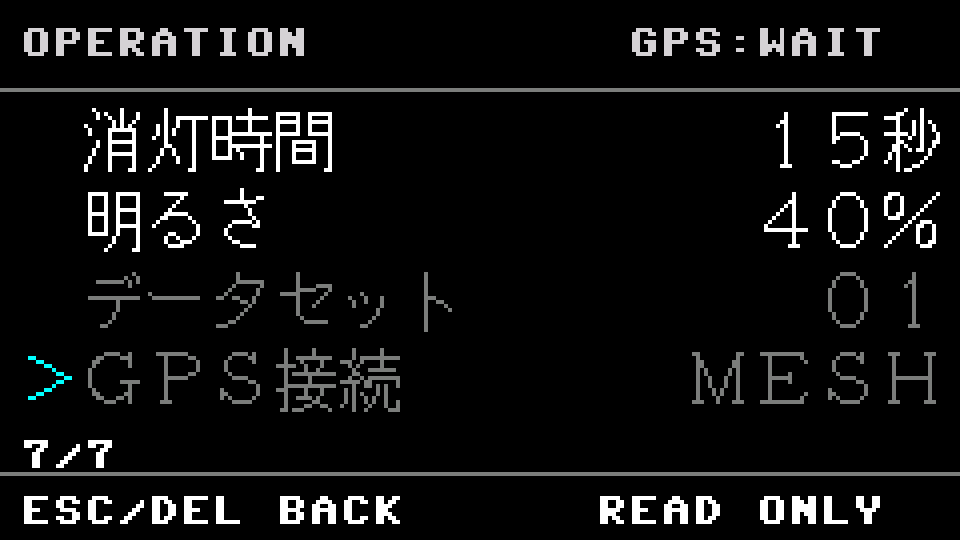 OPERATION GPS:WAIT
消灯時間 15秒
明るさ 40%
データセット 01
>GPS接続 MESH
7/7
ESC/DEL BACK READ ONLY